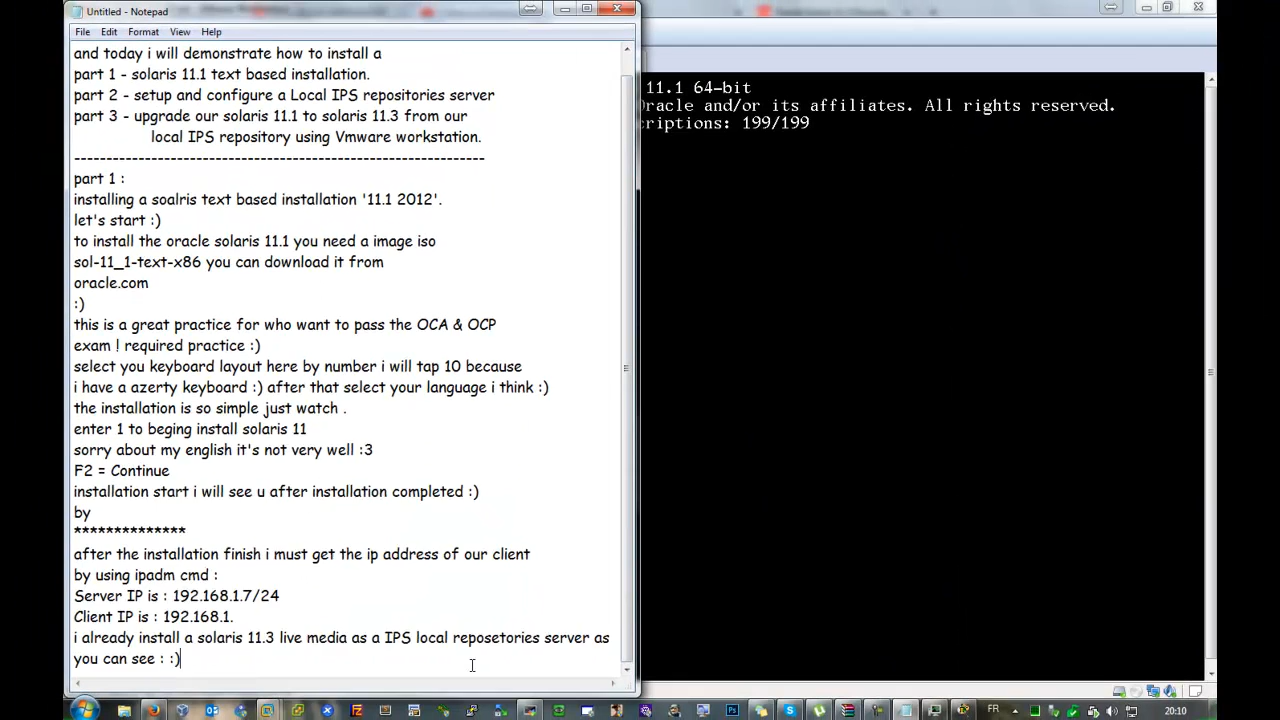 Untitled - Notepad
File Edit Format View Help
and today i will demonstrate how to install a
part 1 - solaris 11.1 text based installation.
part 2 - setup and configure a Local IPS repositories server
part 3 - upgrade our solaris 11.1 to solaris 11.3 from our
local IPS repository using Vmware workstation.
----------------------------------------------------------------
part 1 :
installing a soalris text based installation '11.1 2012'.
let's start :)
to install the oracle solaris 11.1 you need a image iso
sol-11_1-text-x86 you can download it from
oracle.com
:)
this is a great practice for who want to pass the OCA & OCP
exam ! required practice :)
select you keyboard layout here by number i will tap 10 because
i have a azerty keyboard :) after that select your language i think :)
the installation is so simple just watch .
enter 1 to beging install solaris 11
sorry about my english it's not very well :3
F2 = Continue
installation start i will see u after installation completed :)
by
**************
after the installation finish i must get the ip address of our client
by using ipadm cmd :
Server IP is : 192.168.1.7/24
Client IP is : 192.168.1.
i already install a solaris 11.3 live media as a IPS local reposetories server as
you can see : :)
11.1 64-bit
Oracle and/or its affiliates. All rights reserved.
criptions: 199/199
FR
20:10